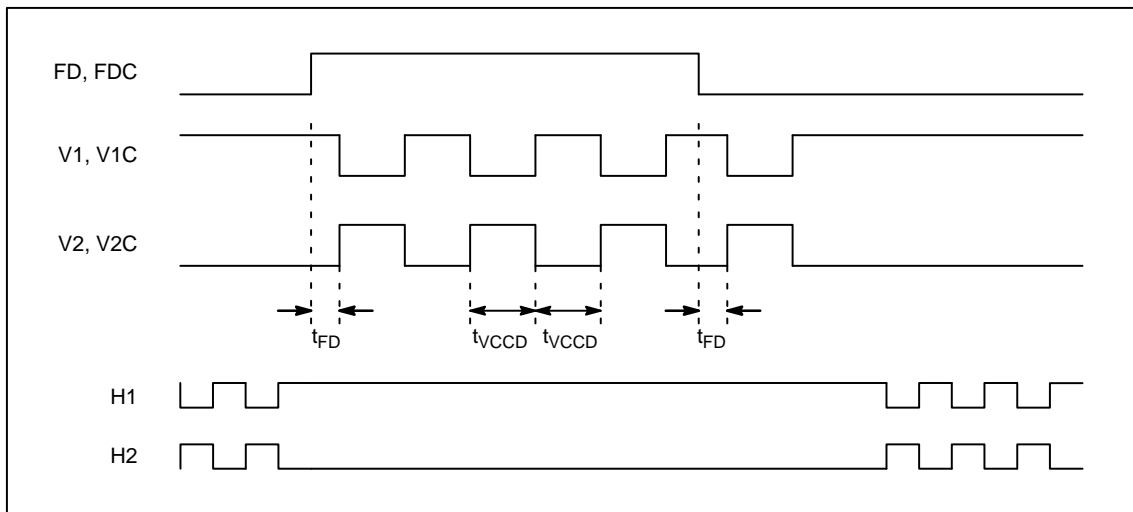 FD, FDC
V1, V1C
V2, V2C
tFD tVCCD tVCCD tFD
H1
H2